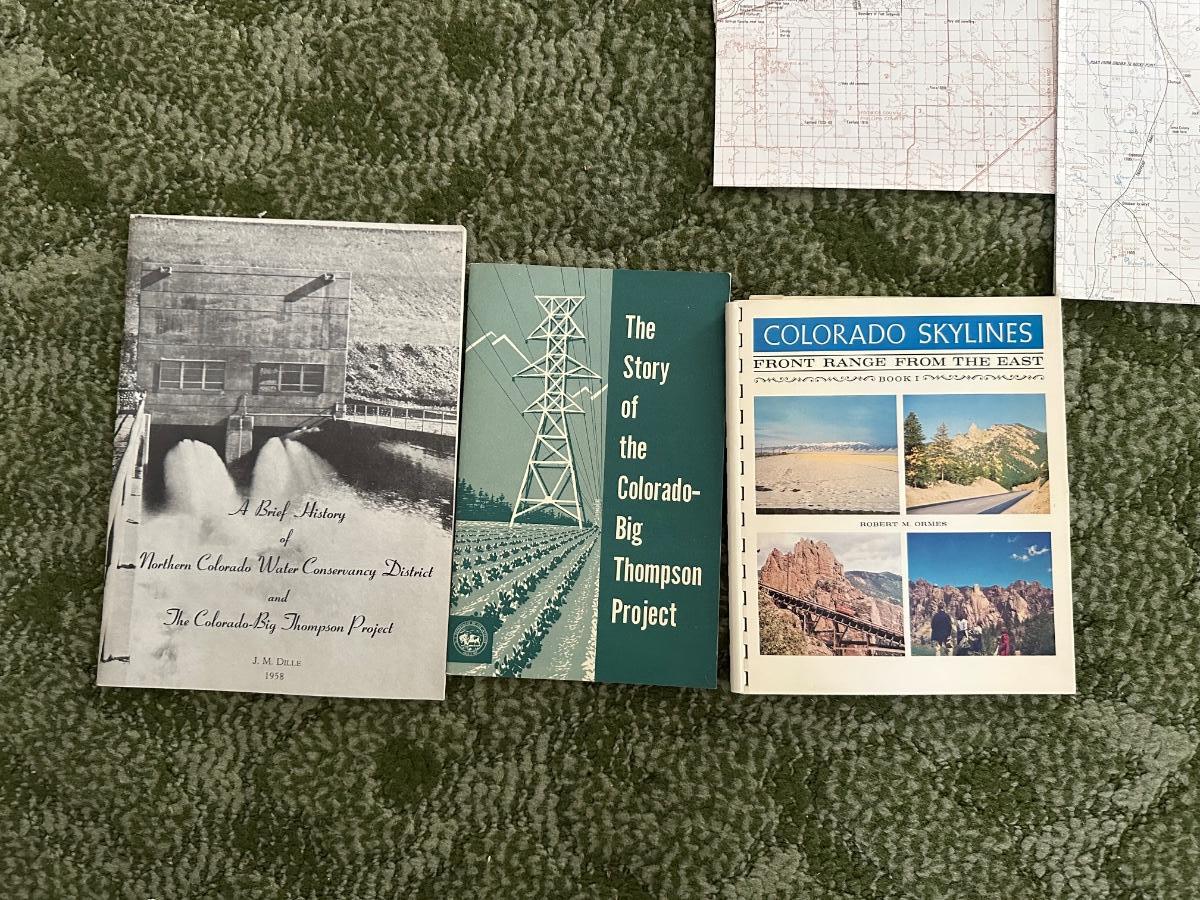 A Brief History
of
Northern Colorado Water Conservancy District
and
The Colorado-Big Thompson Project
J. M. DILLE
1958
The
Story
of
the
Colorado-
Big
Thompson
Project
COLORADO SKYLINES
FRONT RANGE FROM THE EAST
BOOK I
ROBERT M. ORMES